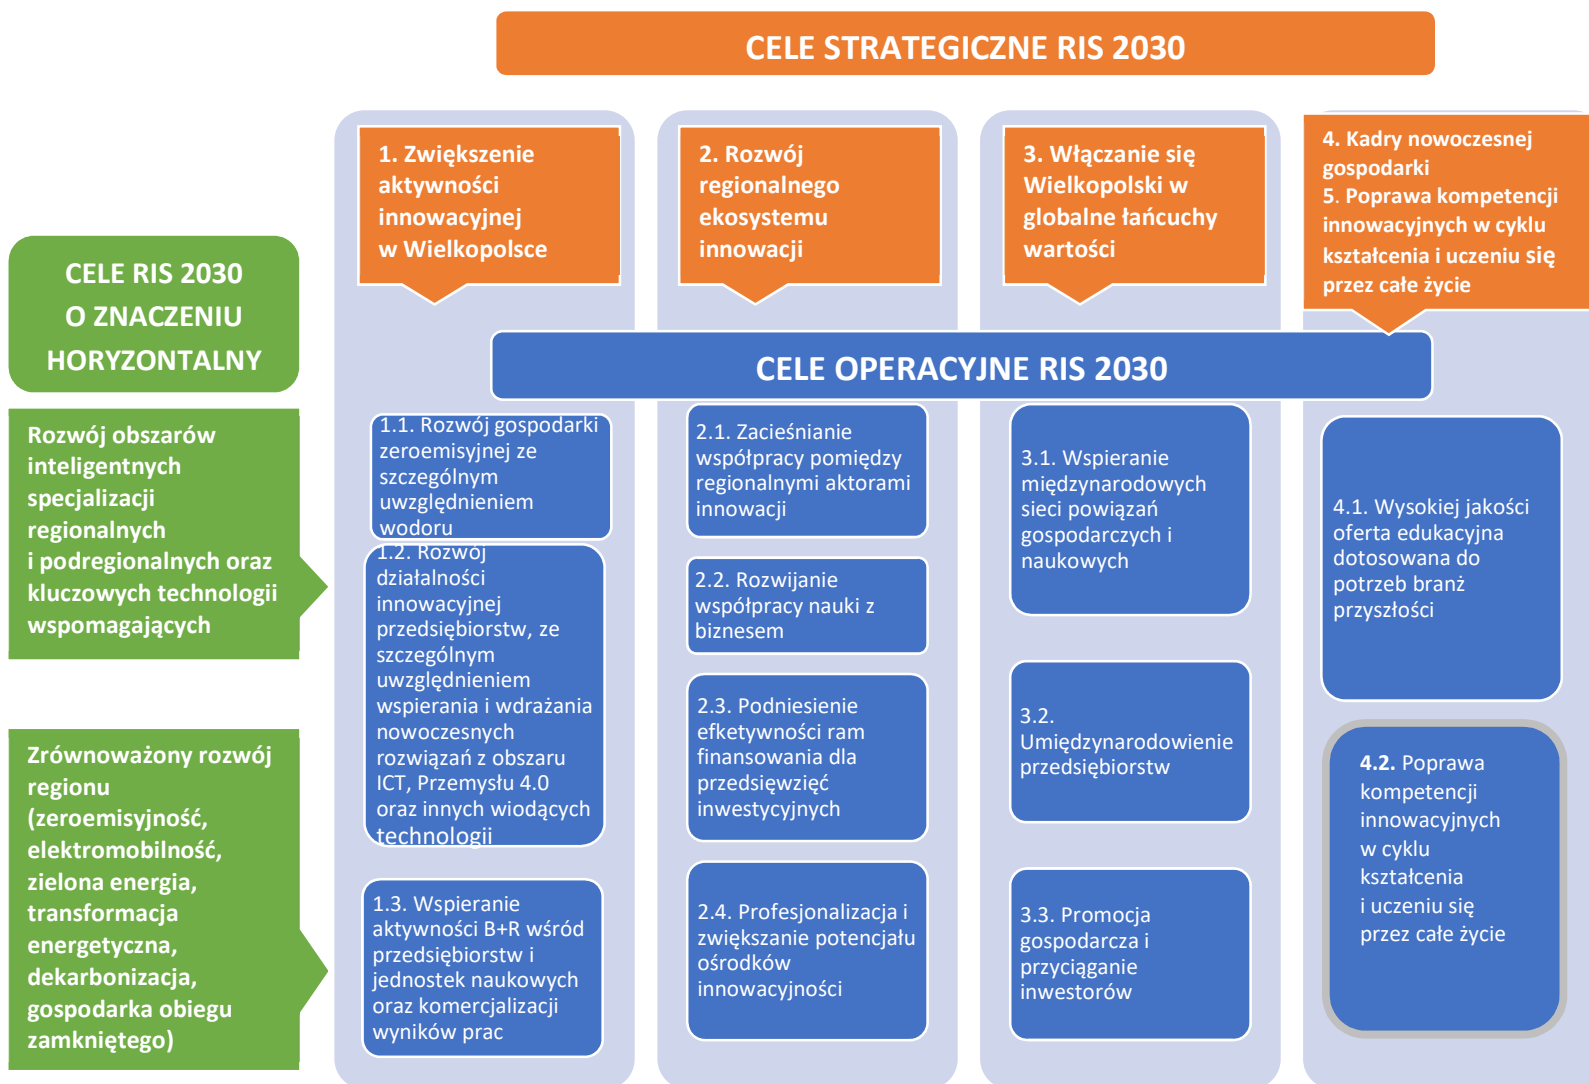 CELE STRATEGICZNE RIS 2030
1. Zwiększenie
aktywności
innowacyjnej
w Wielkopolsce
2. Rozwój
regionalnego
ekosystemu
innowacji
3. Włączanie się
Wielkopolski w
globalne łańcuchy
wartości
4. Kadry nowoczesnej
gospodarki
5. Poprawa kompetencji
innowacyjnych w cyklu
kształcenia i uczeniu się
przez całe życie
CELE RIS 2030
O ZNACZENIU
HORYZONTALNY
CELE OPERACYJNE RIS 2030
Rozwój obszarów
inteligentnych
specjalizacji
regionalnych
i podregionalnych oraz
kluczowych technologii
wspomagających
Zrównoważony rozwój
regionu
(zeroemisyjność,
elektromobilność,
zielona energia,
transformacja
energetyczna,
dekarbonizacja,
gospodarka obiegu
zamkniętego)
1.1. Rozwój gospodarki
zeroemisyjnej ze
szczególnym
uwzględnieniem
wodoru
1.2. Rozwój
działalności
innowacyjnej
przedsiębiorstw, ze
szczególnym
uwzględnieniem
wspierania i wdrażania
nowoczesnych
rozwiązań z obszaru
ICT, Przemysłu 4.0
oraz innych wiodących
technologii
1.3. Wspieranie
aktywności B+R wśród
przedsiębiorstw i
jednostek naukowych
oraz komercjalizacji
wyników prac
2.1. Zacieśnianie
współpracy pomiędzy
regionalnymi aktorami
innowacji
2.2. Rozwijanie
współpracy nauki z
biznesem
2.3. Podniesienie
efketywności ram
finansowania dla
przedsięwzięć
inwestycyjnych
2.4. Profesjonalizacja i
zwiększanie potencjału
ośrodków
innowacyjności
3.1. Wspieranie
międzynarodowych
sieci powiązań
gospodarczych i
naukowych
3.2.
Umiędzynarodowienie
przedsiębiorstw
3.3. Promocja
gospodarcza i
przyciąganie
inwestorów
4.1. Wysokiej jakości
oferta edukacyjna
dotosowana do
potrzeb branż
przyszłości
4.2. Poprawa
kompetencji
innowacyjnych
w cyklu
kształcenia
i uczeniu się
przez całe życie